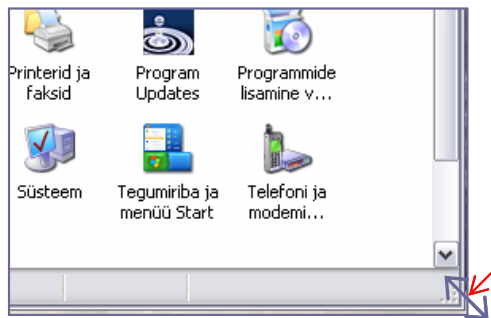 Printerid ja
faksid
Program
Updates
Programmide
lisamine v...
Süsteem
Tegumiriba ja
menüü Start
Telefoni ja
modemi...